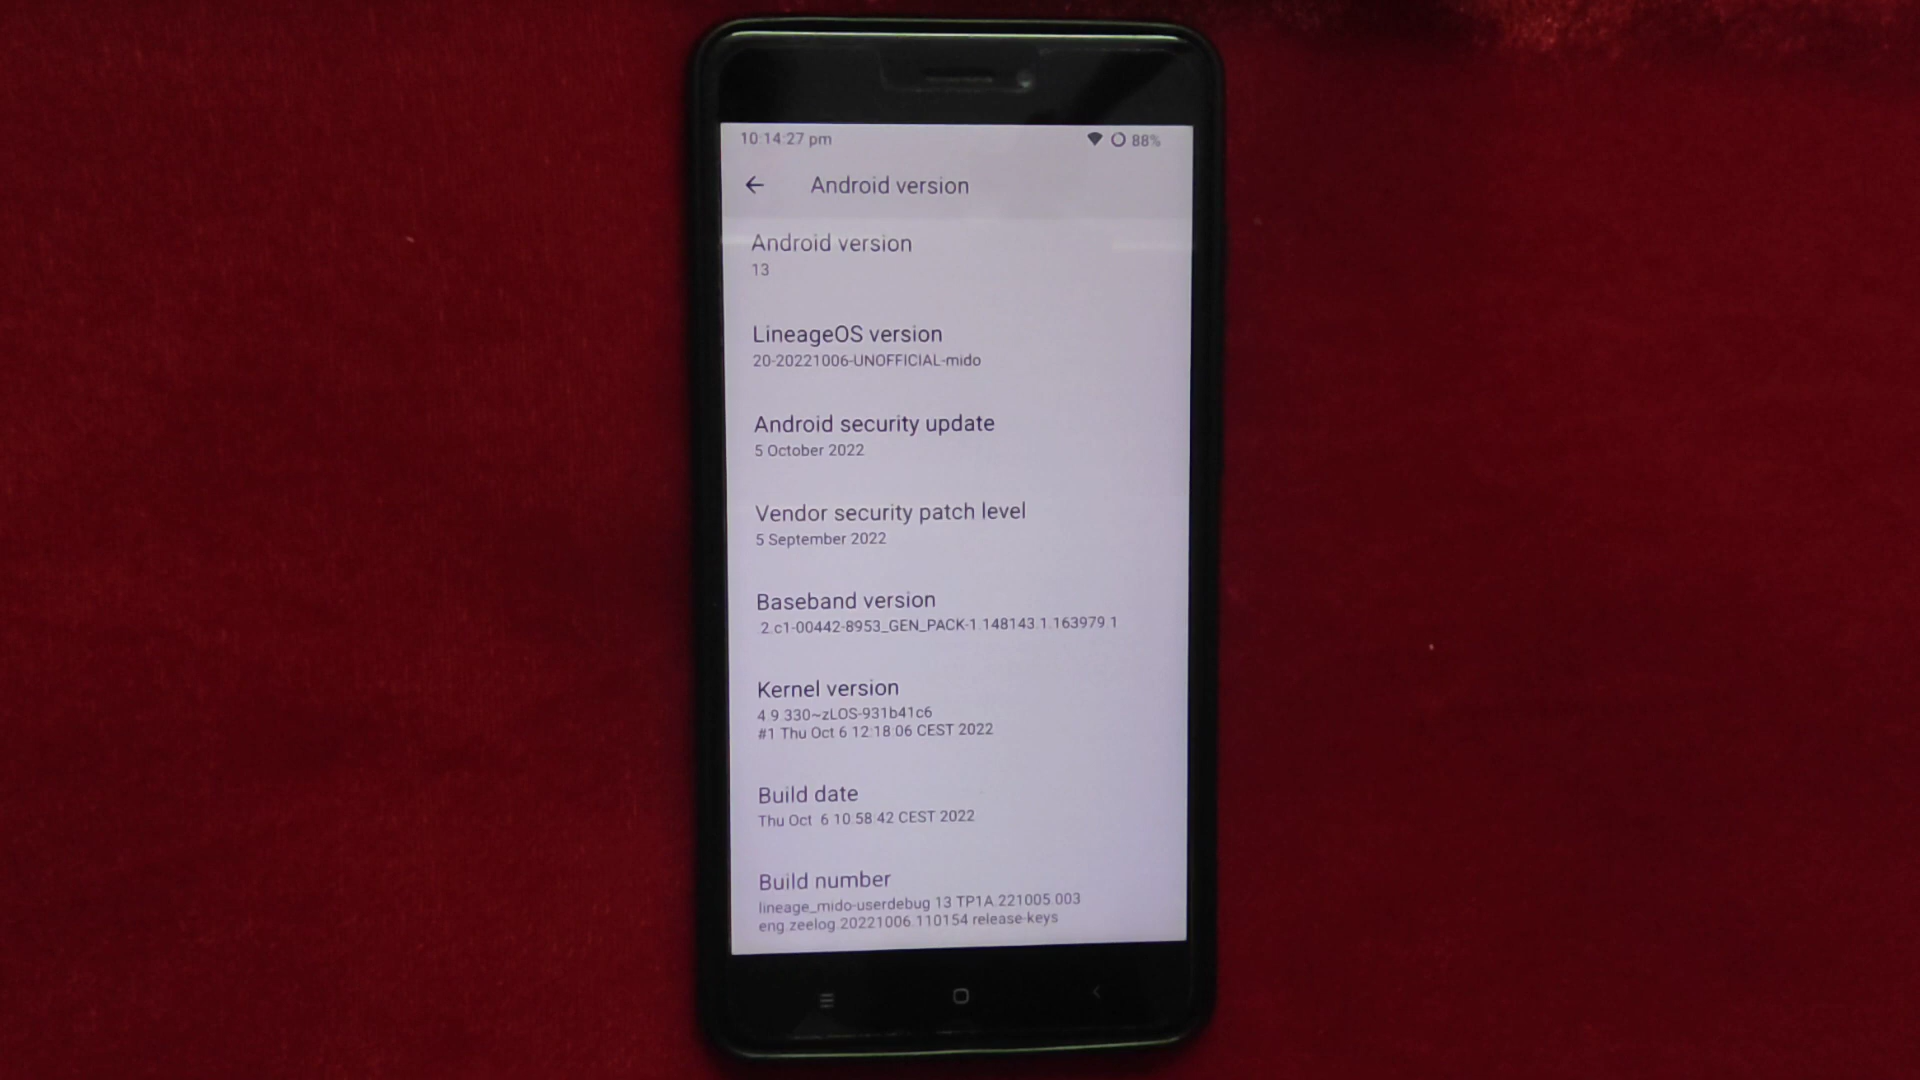 10:14:27 pm 88%
Android version
Android version
13
LineageOS version
20-20221006-UNOFFICIAL-mido
Android security update
5 October 2022
Vendor security patch level
5 September 2022
Baseband version
2.c1-00442-8953_GEN_PACK-1.148143.1.163979.1
Kernel version
4.9.330~zLOS-931b41c6
#1 Thu Oct 6 12:18:06 CEST 2022
Build date
Thu Oct  6 10:58:42 CEST 2022
Build number
lineage_mido-userdebug 13 TP1A.221005.003
eng.zeelog.20221006.110154 release-keys